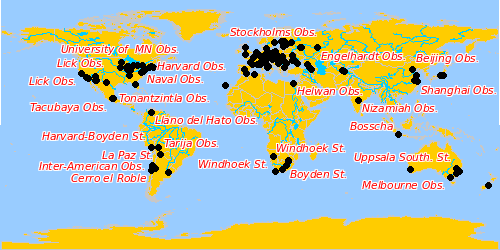 Stockholms Obs.
University of MN Obs.
Engelhardt Obs.
Beijing Obs.
Lick Obs.
Harvard Obs.
Lick Obs.
Naval Obs.
Helwan Obs.
Shanghai Obs.
Tonantzintla Obs.
Tacubaya Obs.
Nizamiah Obs.
Llano del Hato Obs.
Bosscha
Harvard-Boyden St.
Tarija Obs.
Windhoek St.
La Paz St.
Uppsala South. St.
Windhoek St.
Inter-American Obs.
Boyden St.
Cerro el Roble
Melbourne Obs.